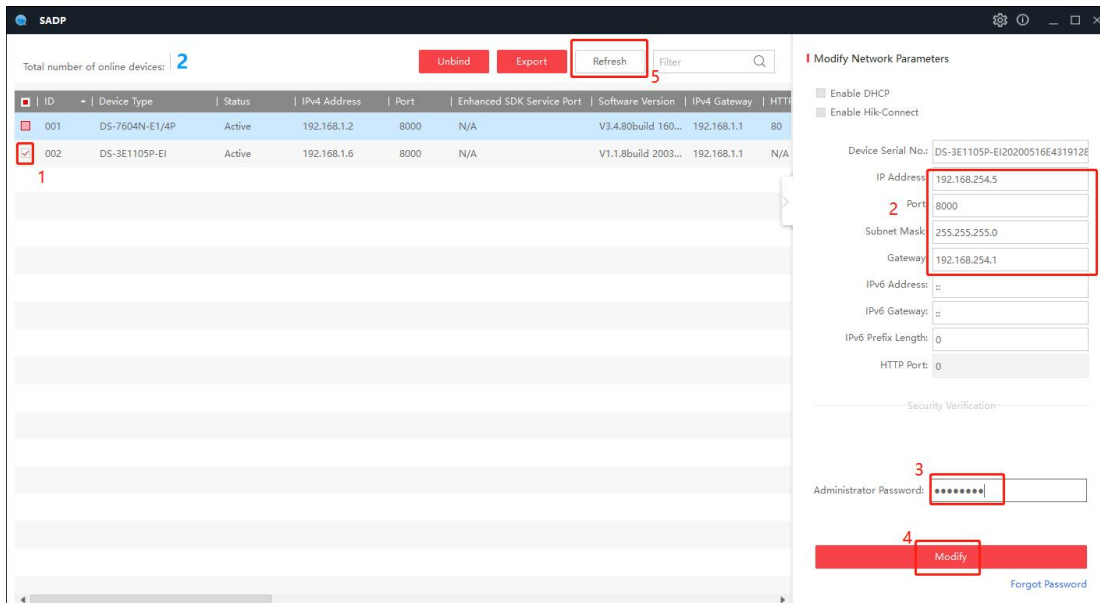 SADP
Total number of online devices: 2
Unbind
Export
Refresh
Filter
5
ID Device Type Status IPv4 Address Port Enhanced SDK Service Port Software Version IPv4 Gateway HTTP
001 DS-7604N-E1/4P Active 192.168.1.2 8000 N/A V3.4.80build 160... 192.168.1.1 80
002 DS-3E1105P-EI Active 192.168.1.6 8000 N/A V1.1.8build 2003... 192.168.1.1 N/A
1
Modify Network Parameters
Enable DHCP
Enable Hik-Connect
Device Serial No.: DS-3E1105P-EI20200516E4319128
IP Address: 192.168.254.5
2
Port: 8000
Subnet Mask: 255.255.255.0
Gateway: 192.168.254.1
IPv6 Address: ::
IPv6 Gateway: ::
IPv6 Prefix Length: 0
HTTP Port: 0
Security Verification
3
Administrator Password: ●●●●●●●●
4
Modify
Forgot Password